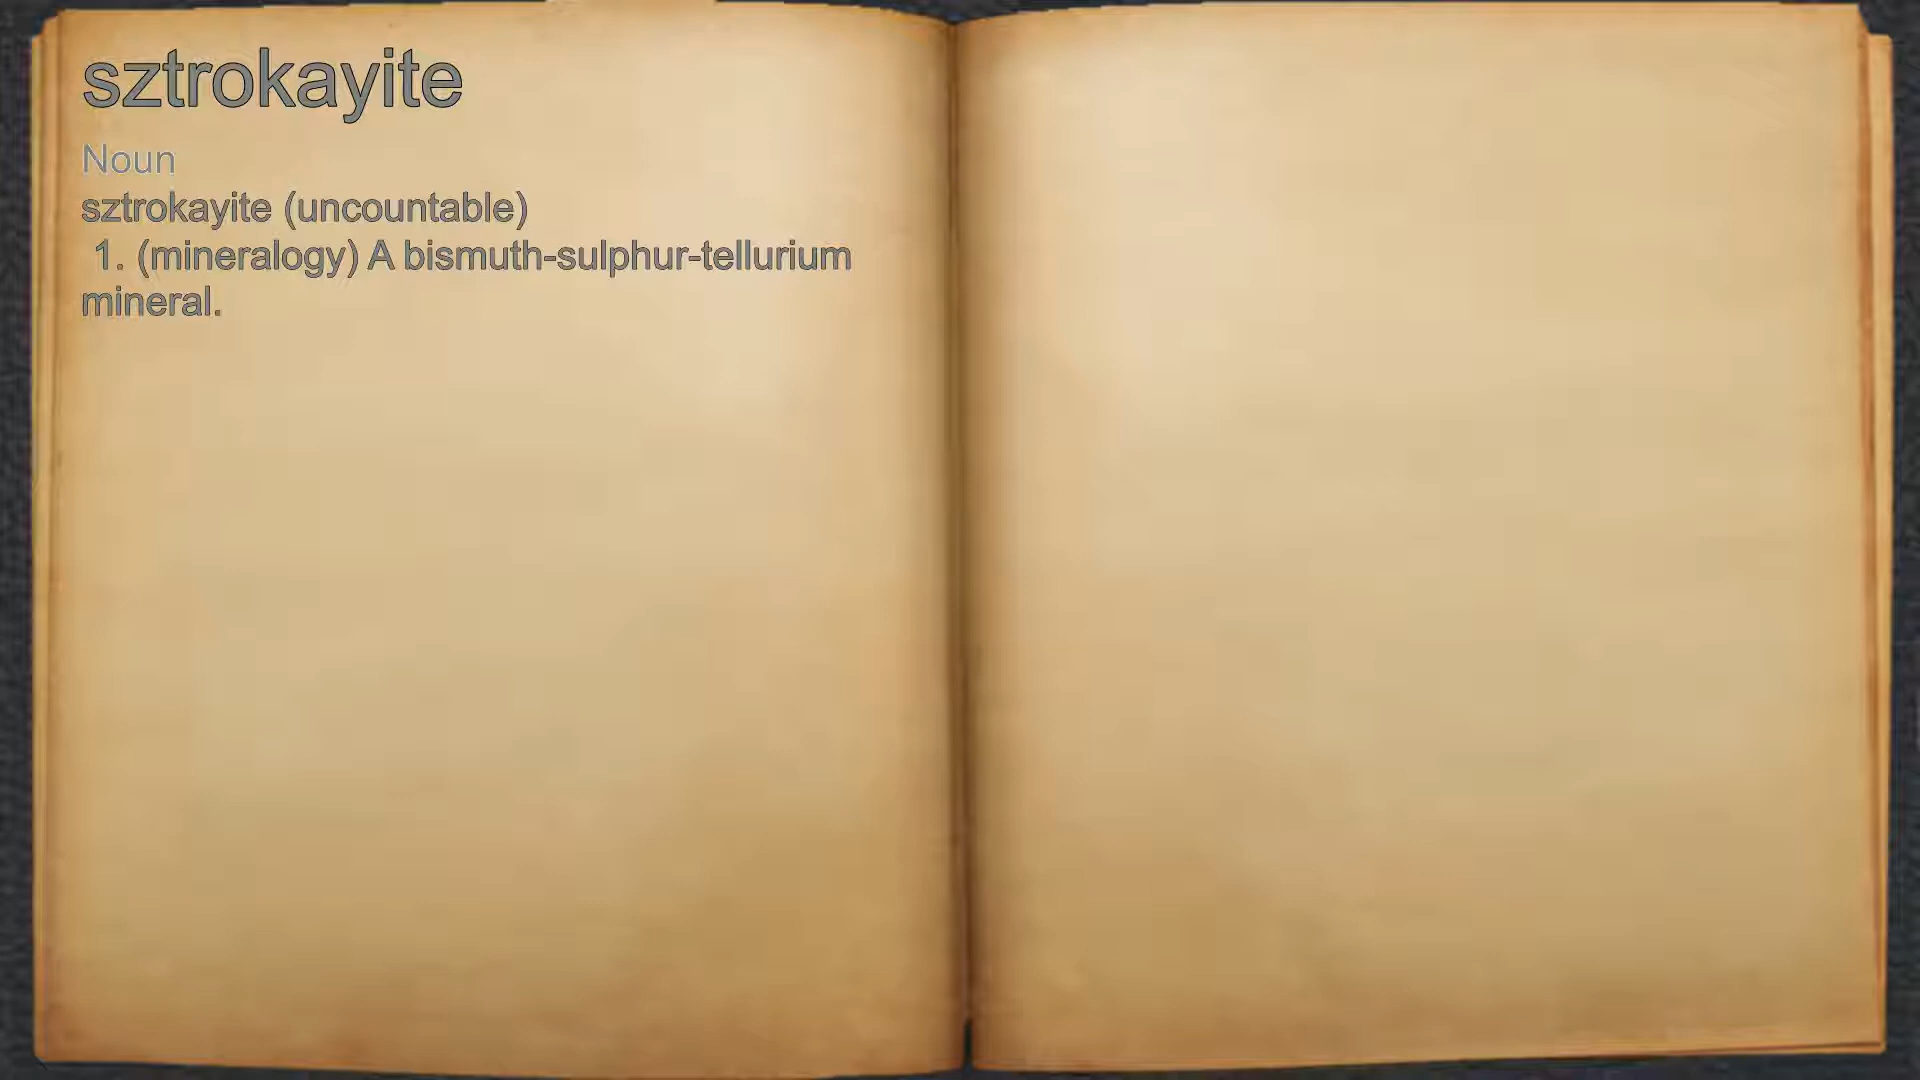 sztrokayite
Noun
sztrokayite (uncountable)
1. (mineralogy) A bismuth-sulphur-tellurium
mineral.